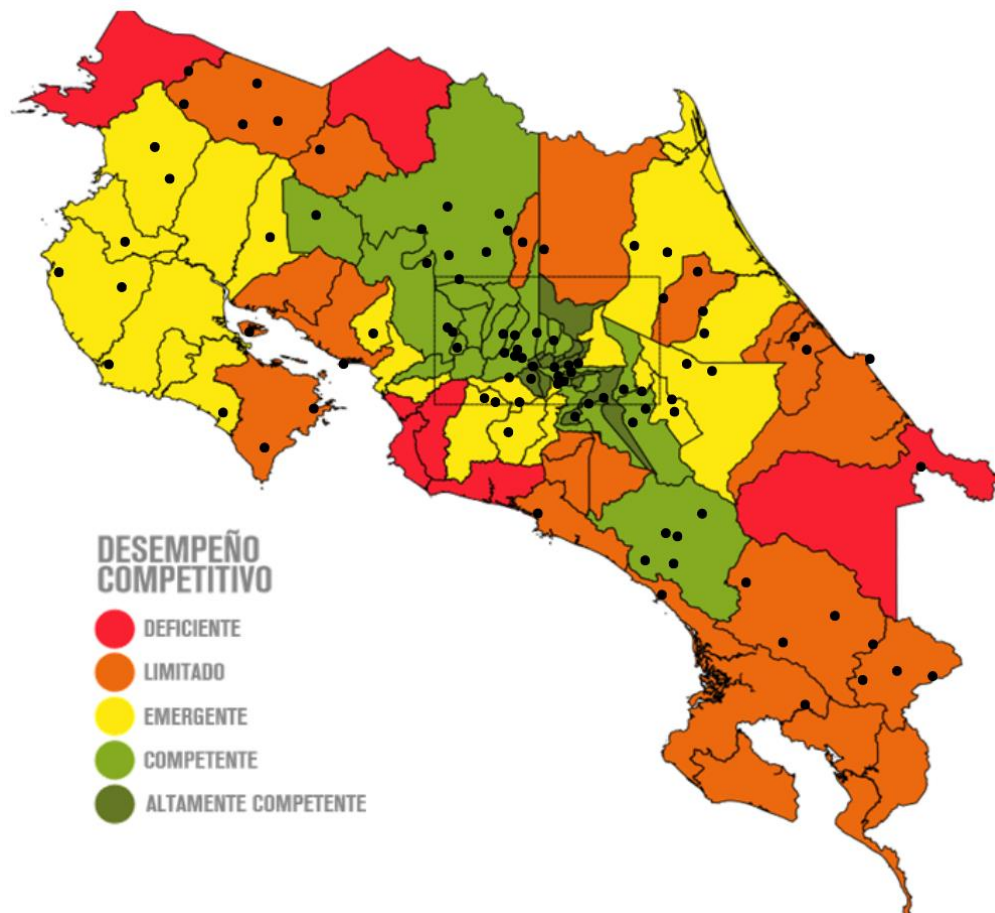 DESEMPEÑO
COMPETITIVO
DEFICIENTE
LIMITADO
EMERGENTE
COMPETENTE
ALTAMENTE COMPETENTE